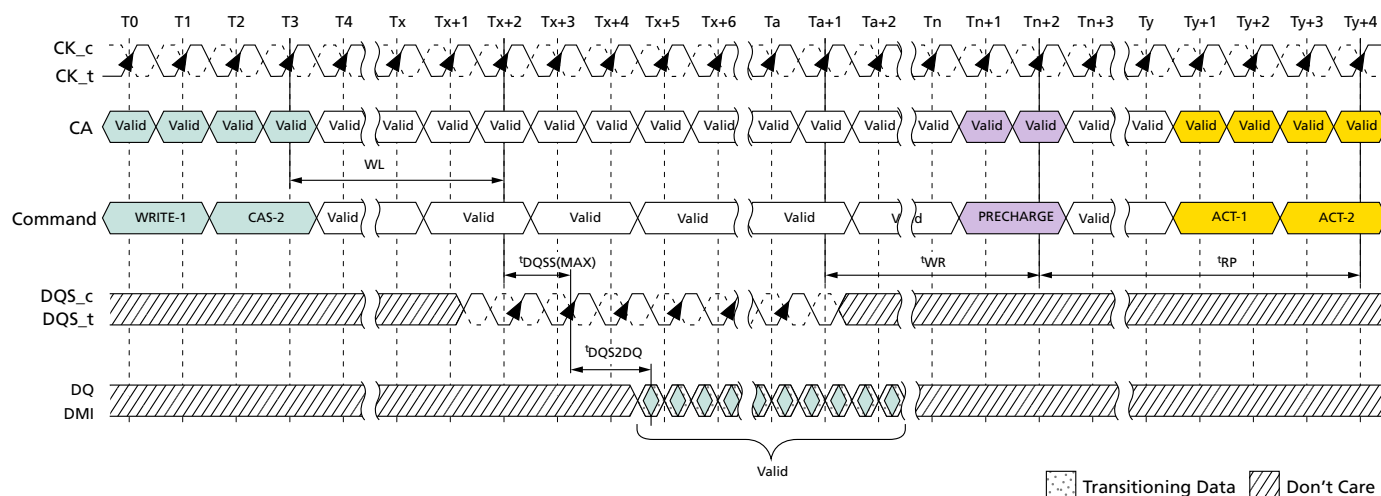 T0 T1 T2 T3 T4 Tx Tx+1 Tx+2 Tx+3 Tx+4 Tx+5 Tx+6 Ta Ta+1 Ta+2 Tn Tn+1 Tn+2 Tn+3 Ty Ty+1 Ty+2 Ty+3 Ty+4
CK_c
CK_t
CA Valid Valid Valid Valid Valid Valid Valid Valid Valid Valid Valid Valid Valid Valid Valid Valid Valid Valid Valid Valid Valid Valid Valid Valid
WL
Command WRITE-1 CAS-2 Valid Valid Valid Valid Valid Valid PRECHARGE Valid ACT-1 ACT-2
tDQSS(MAX) tWR tRP
DQS_c
DQS_t
tDQS2DQ
DQ
DMI
Valid
Transitioning Data Don't Care